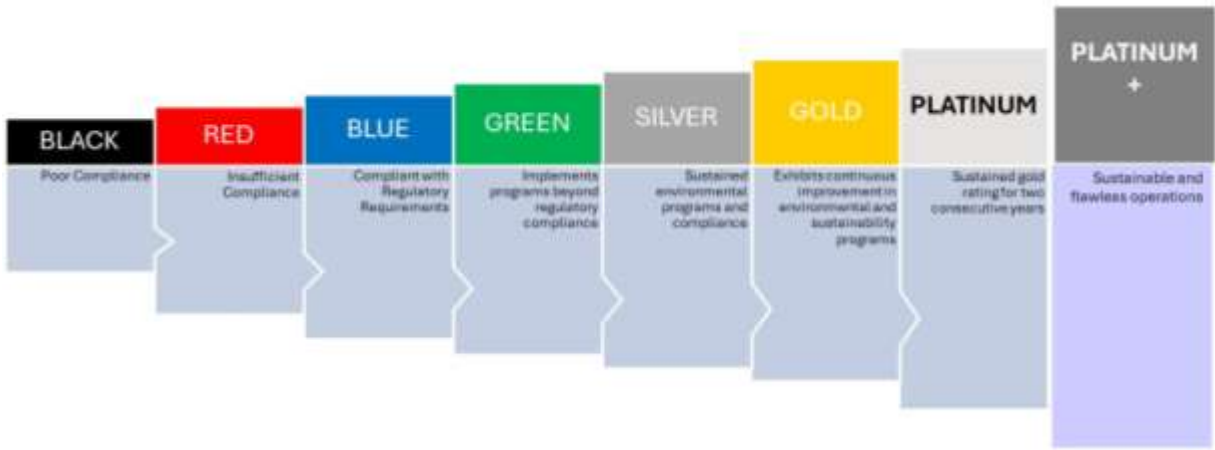 BLACK
Poor Compliance
RED
Insufficient
Compliance
BLUE
Compliant with
Regulatory
Requirements
GREEN
Implements
programs beyond
regulatory
compliance
SILVER
Sustained
environmental
programs and
compliance
GOLD
Exhibits continuous
improvement in
environmental and
sustainability
programs
PLATINUM
Sustained gold
rating for two
consecutive years
PLATINUM
+
Sustainable and
flawless operations